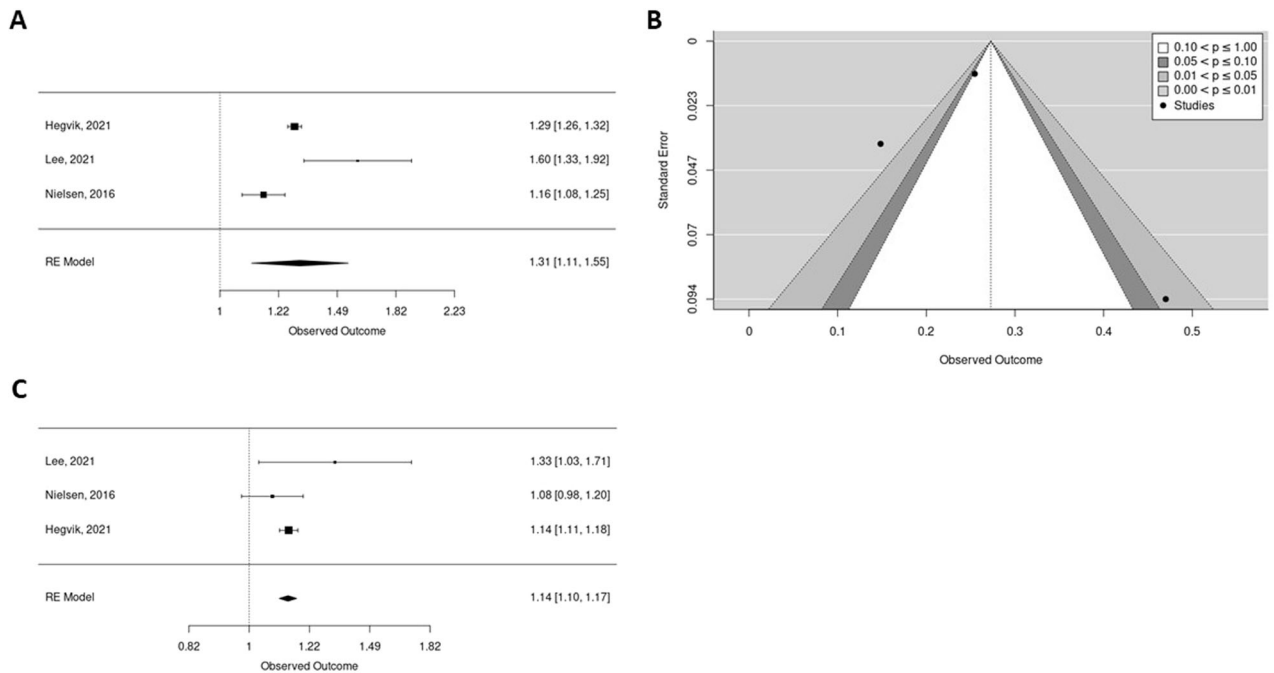 A
Hegvik, 2021 1.29 [1.26, 1.32]
Lee, 2021 1.60 [1.33, 1.92]
Nielsen, 2016 1.16 [1.08, 1.25]
RE Model 1.31 [1.11, 1.55]
1 1.22 1.49 1.82 2.23
Observed Outcome
B
0.10 < p ≤ 1.00
0.05 < p ≤ 0.10
0.01 < p ≤ 0.05
0.00 < p ≤ 0.01
Studies
Standard Error
0
0.023
0.047
0.07
0.094
0 0.1 0.2 0.3 0.4 0.5
Observed Outcome
C
Lee, 2021 1.33 [1.03, 1.71]
Nielsen, 2016 1.08 [0.98, 1.20]
Hegvik, 2021 1.14 [1.11, 1.18]
RE Model 1.14 [1.10, 1.17]
0.82 1 1.22 1.49 1.82
Observed Outcome